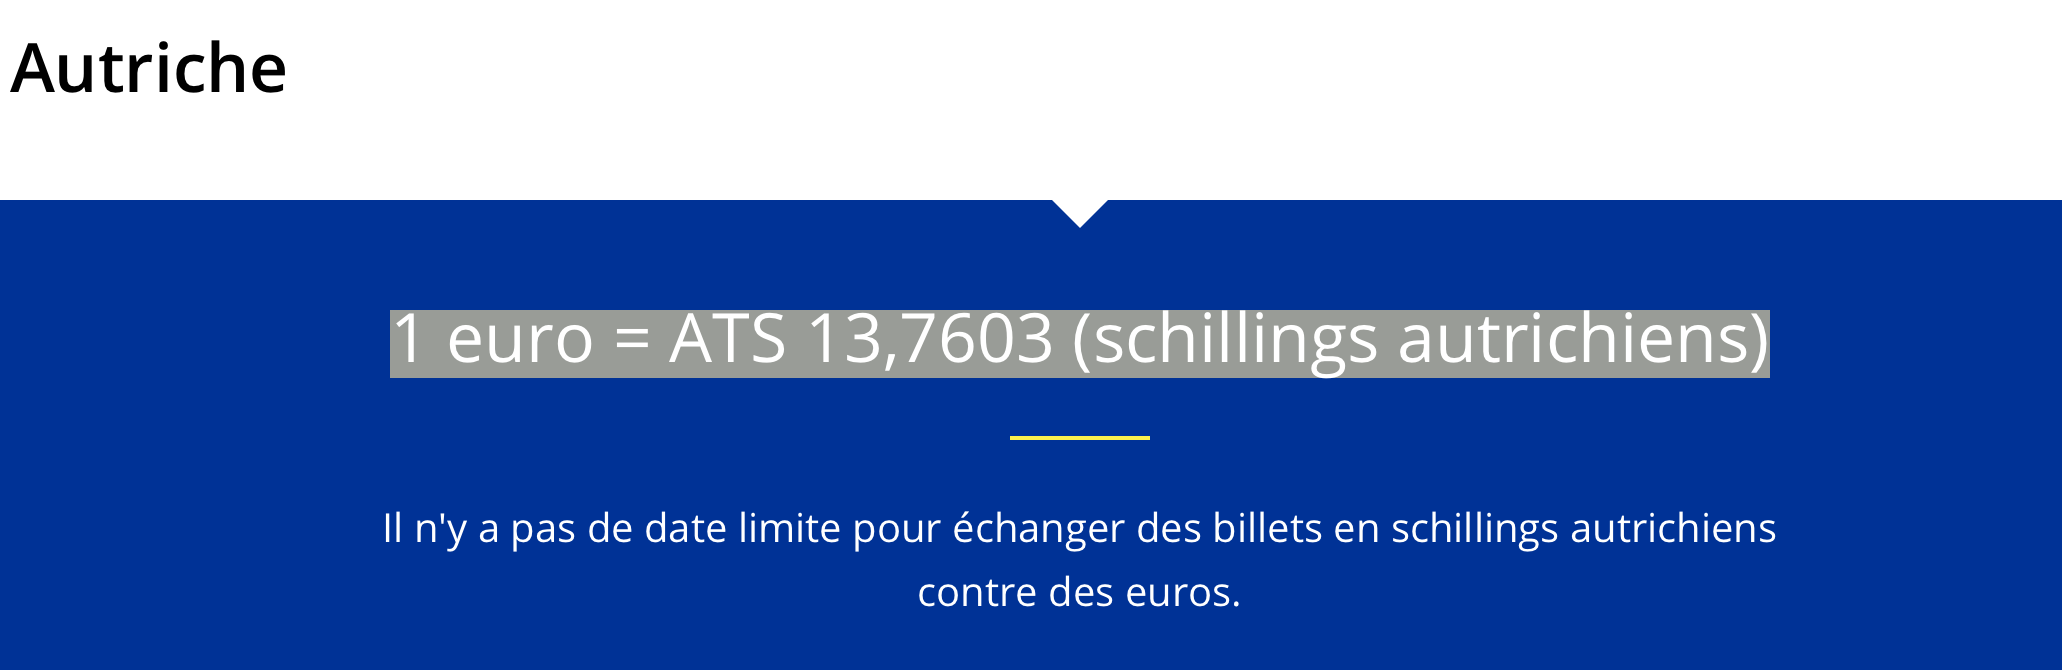 Autriche
1 euro = ATS 13,7603 (schillings autrichiens)
Il n'y a pas de date limite pour échanger des billets en schillings autrichiens
contre des euros.